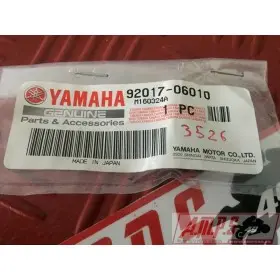 YAMAHA
GENUINE
Parts & Accessories
MADE IN JAPAN
92017-06010
M160324A
1 PC
3526
YAMAHA MOTOR CO., LTD.